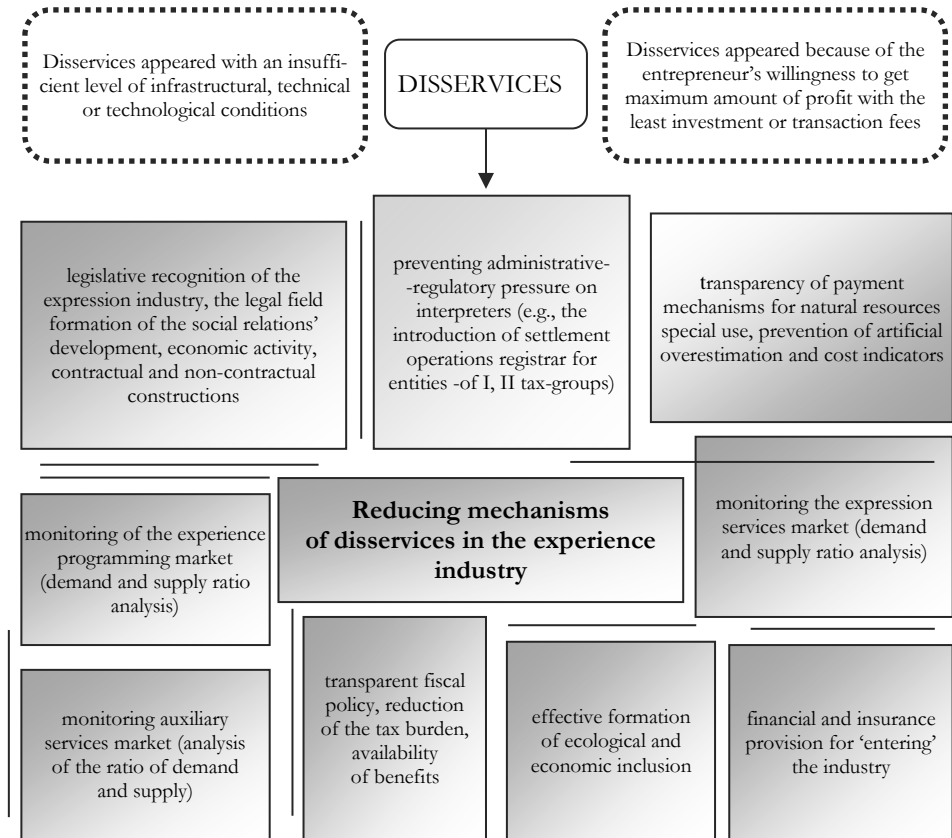 Disservices appeared with an insuffi-
cient level of infrastructural, technical
or technological conditions
DISSERVICES
Disservices appeared because of the
entrepreneur's willingness to get
maximum amount of profit with the
least investment or transaction fees
legislative recognition of the
expression industry, the legal field
formation of the social relations'
development, economic activity,
contractual and non-contractual
constructions
preventing administrative-
-regulatory pressure on
interpreters (e.g., the
introduction of settlement
operations registrar for
entities -of I, II tax-groups)
transparency of payment
mechanisms for natural resources
special use, prevention of artificial
overestimation and cost indicators
monitoring of the experience
programming market
(demand and supply ratio
analysis)
Reducing mechanisms
of disservices in the experience
industry
monitoring the expression
services market (demand
and supply ratio analysis)
monitoring auxiliary
services market (analysis
of the ratio of demand
and supply)
transparent fiscal
policy, reduction
of the tax burden,
availability
of benefits
effective formation
of ecological and
economic inclusion
financial and insurance
provision for 'entering'
the industry